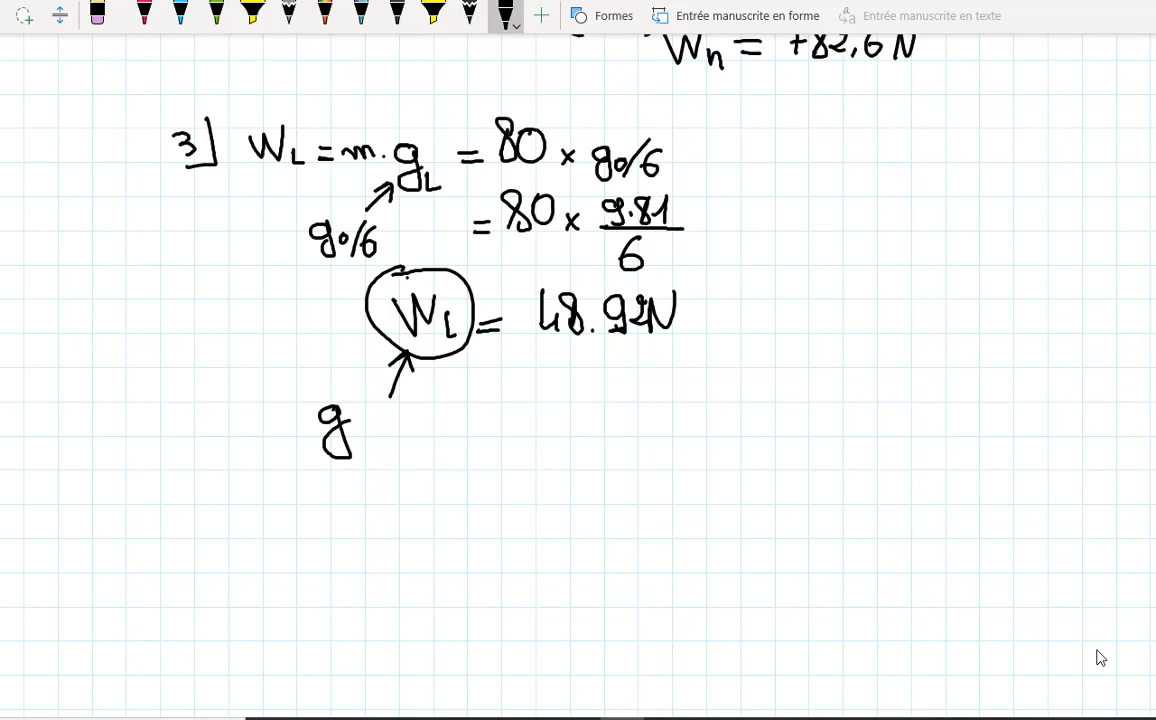 Formes Entrée manuscrite en forme Entrée manuscrite en texte
Wn = +82,6 N
3] WL = m. gL = 80 × g0/6
g0/6 = 80 × 9.81/6
WL = 48.92N
g